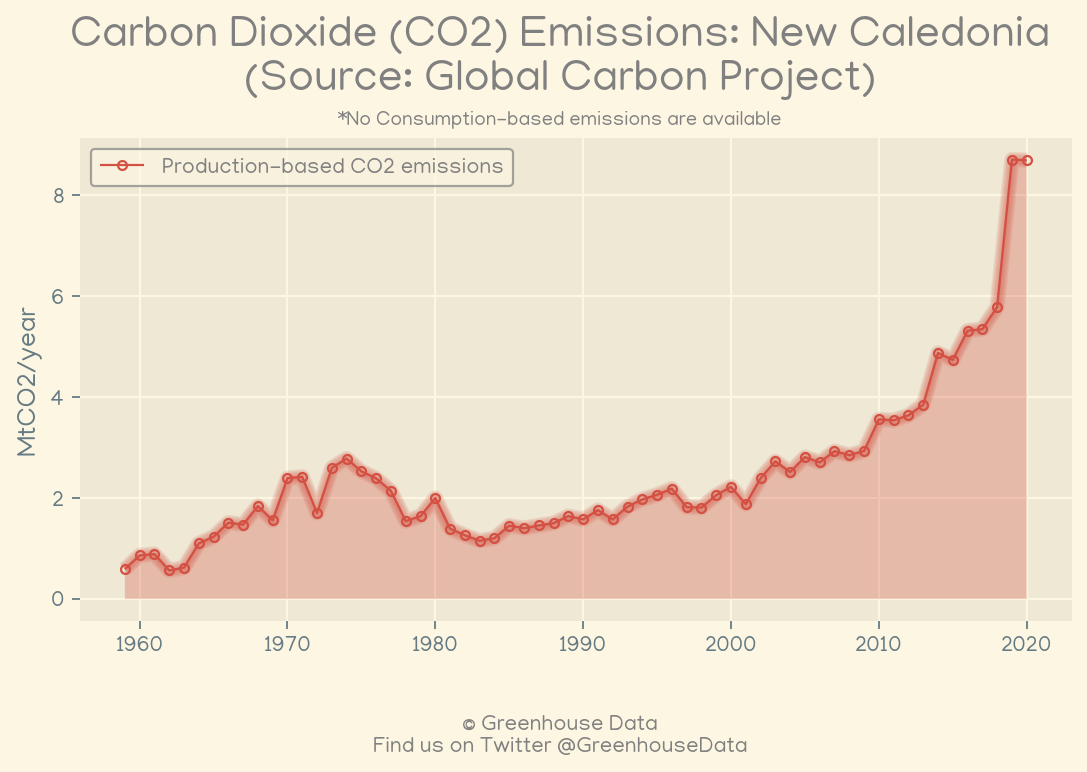 Carbon Dioxide (CO2) Emissions: New Caledonia
(Source: Global Carbon Project)
*No Consumption-based emissions are available
Production-based CO2 emissions
MtCO2/year
8
6
4
2
0
1960 1970 1980 1990 2000 2010 2020
© Greenhouse Data
Find us on Twitter @GreenhouseData